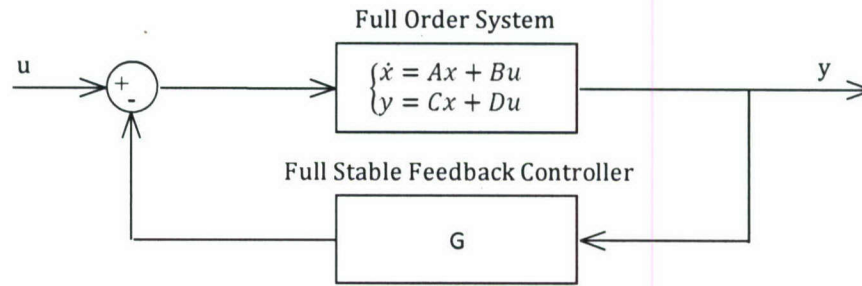 Full Order System
u
+
-
{ẋ = Ax + Bu
y = Cx + Du
y
Full Stable Feedback Controller
G